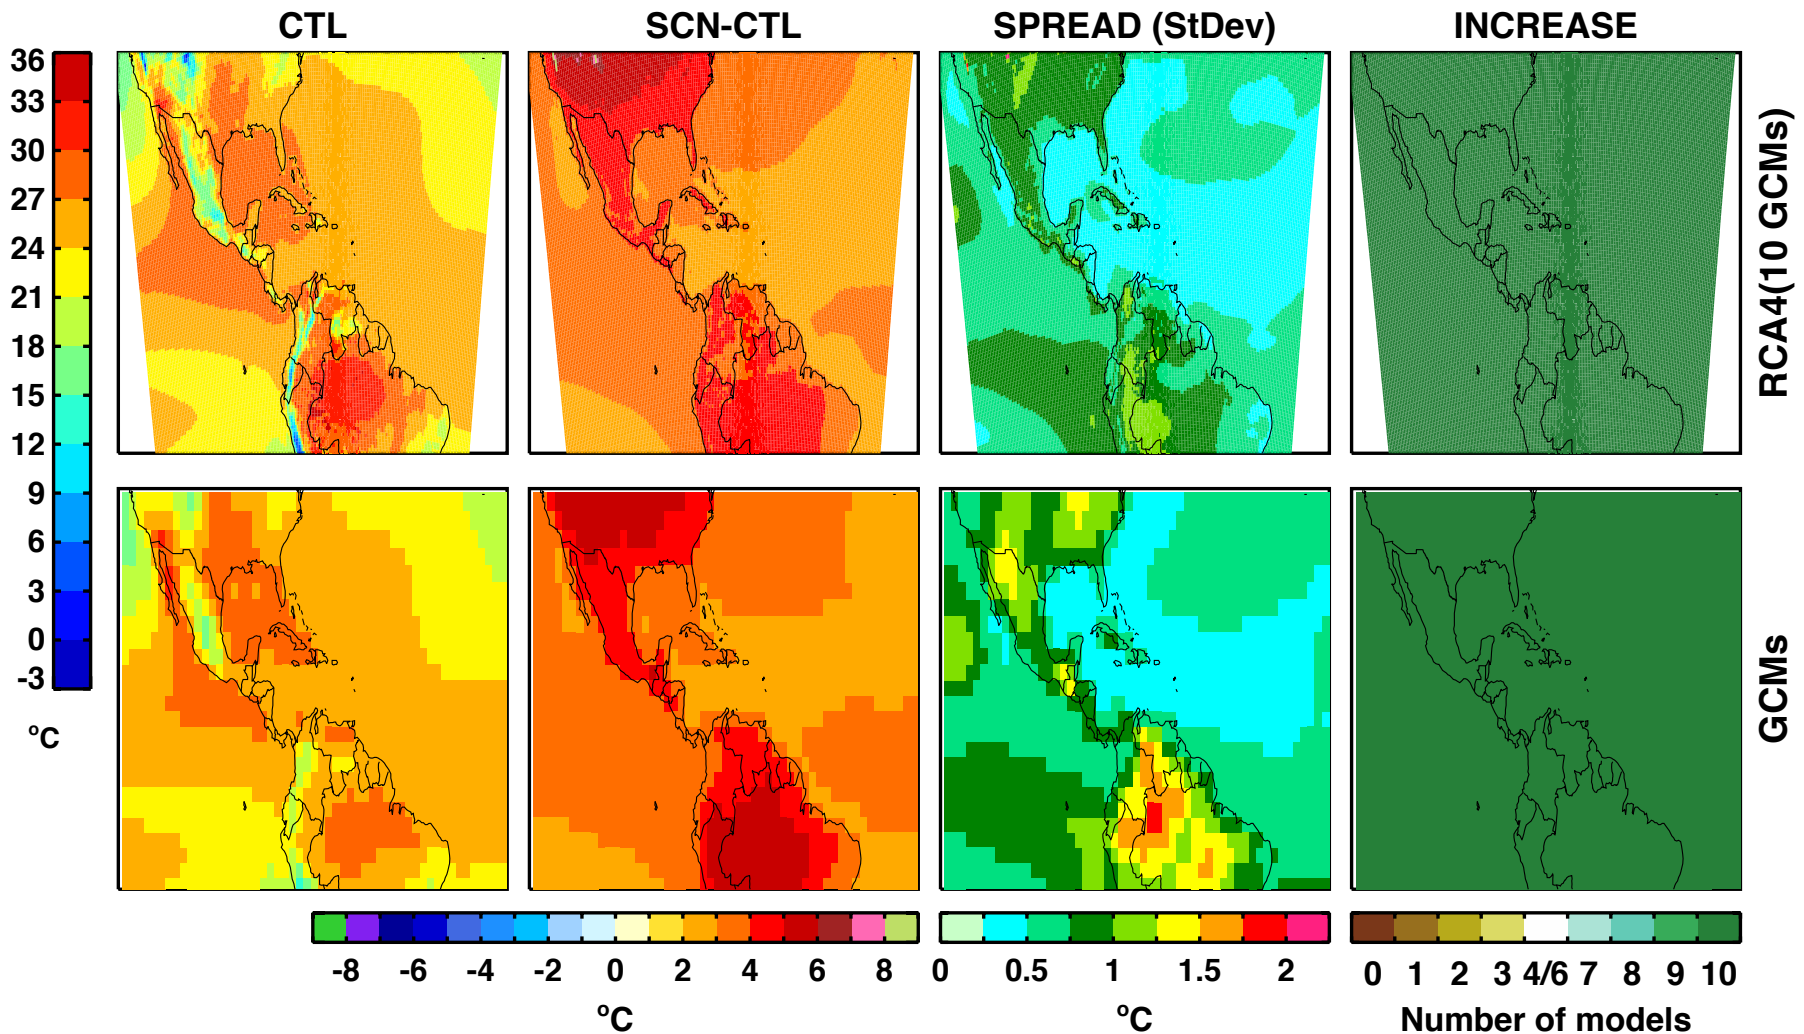 CTL SCN-CTL SPREAD (StDev) INCREASE
36
33
30
27
24
21
18
15
12
9
6
3
0
-3
°C
RCA4(10 GCMs)
GCMs
-8 -6 -4 -2 0 2 4 6 8
°C
0 0.5 1 1.5 2
°C
0 1 2 3 4/6 7 8 9 10
Number of models